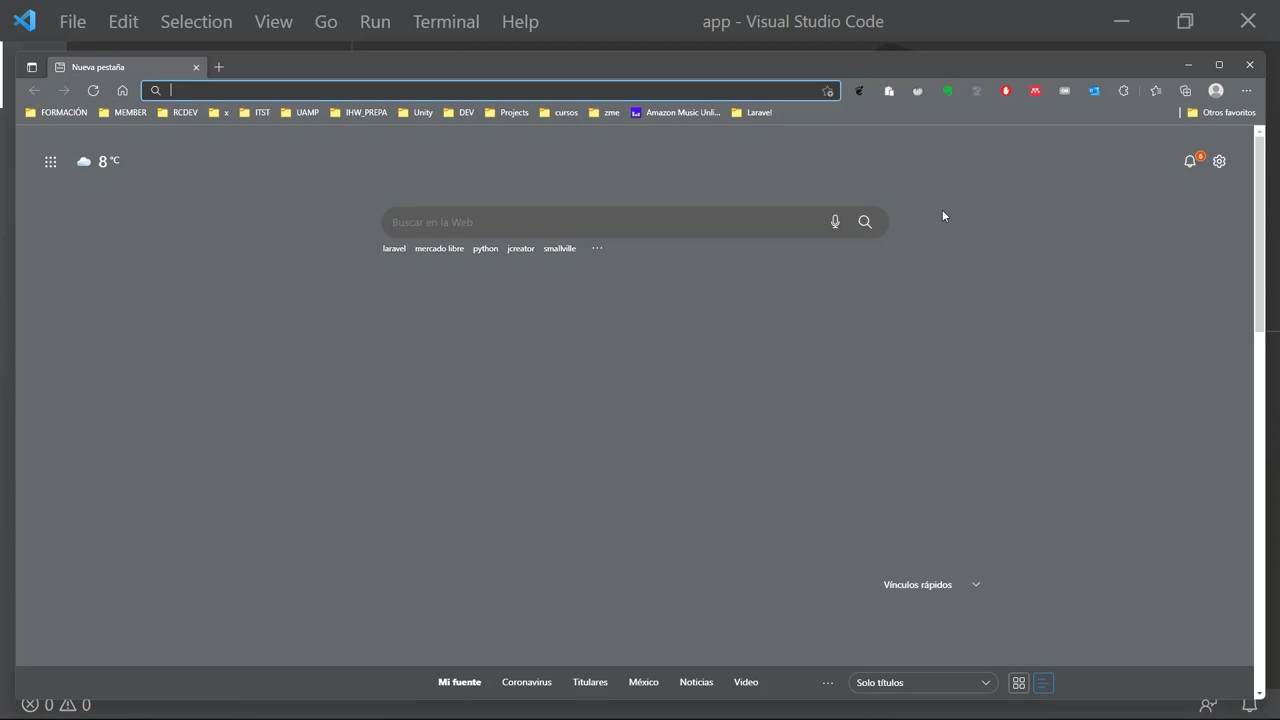 File Edit Selection View Go Run Terminal Help app - Visual Studio Code
Nueva pestaña
FORMACIÓN MEMBER RCDEV x ITST UAMP IHW_PREPA Unity DEV Projects cursos zme Amazon Music Unli... Laravel Otros favoritos
8 °C 6
Buscar en la Web
laravel mercado libre python jcreator smallville ...
Vínculos rápidos
Mi fuente Coronavirus Titulares México Noticias Video ... Solo títulos
0 0